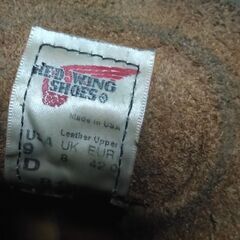 RED WING
SHOES
Made in USA
Leather Upper
USA UK EUR
9 8 42
D